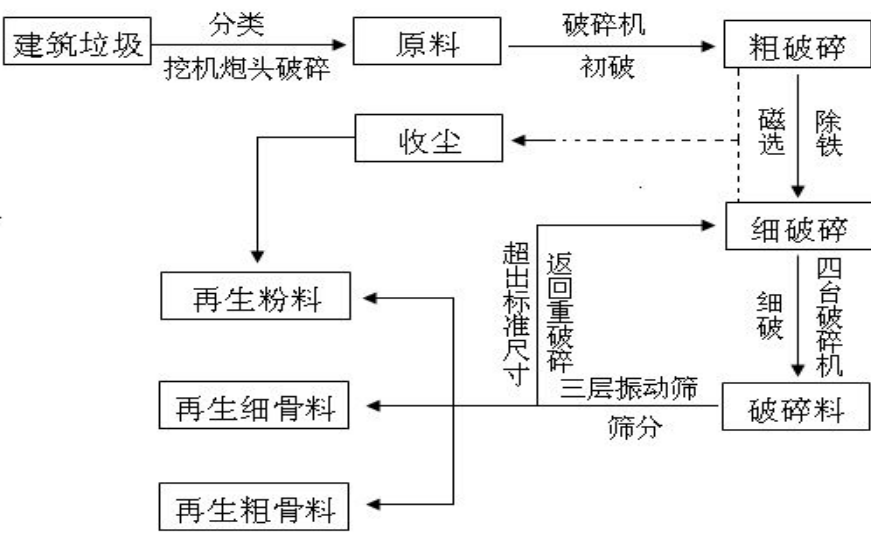 建筑垃圾
分类
挖机炮头破碎
原料
破碎机
初破
粗破碎
磁选
除铁
收尘
细破碎
超出标准尺寸
返回重破碎
细破
四台破碎机
再生粉料
三层振动筛
筛分
破碎料
再生细骨料
再生粗骨料